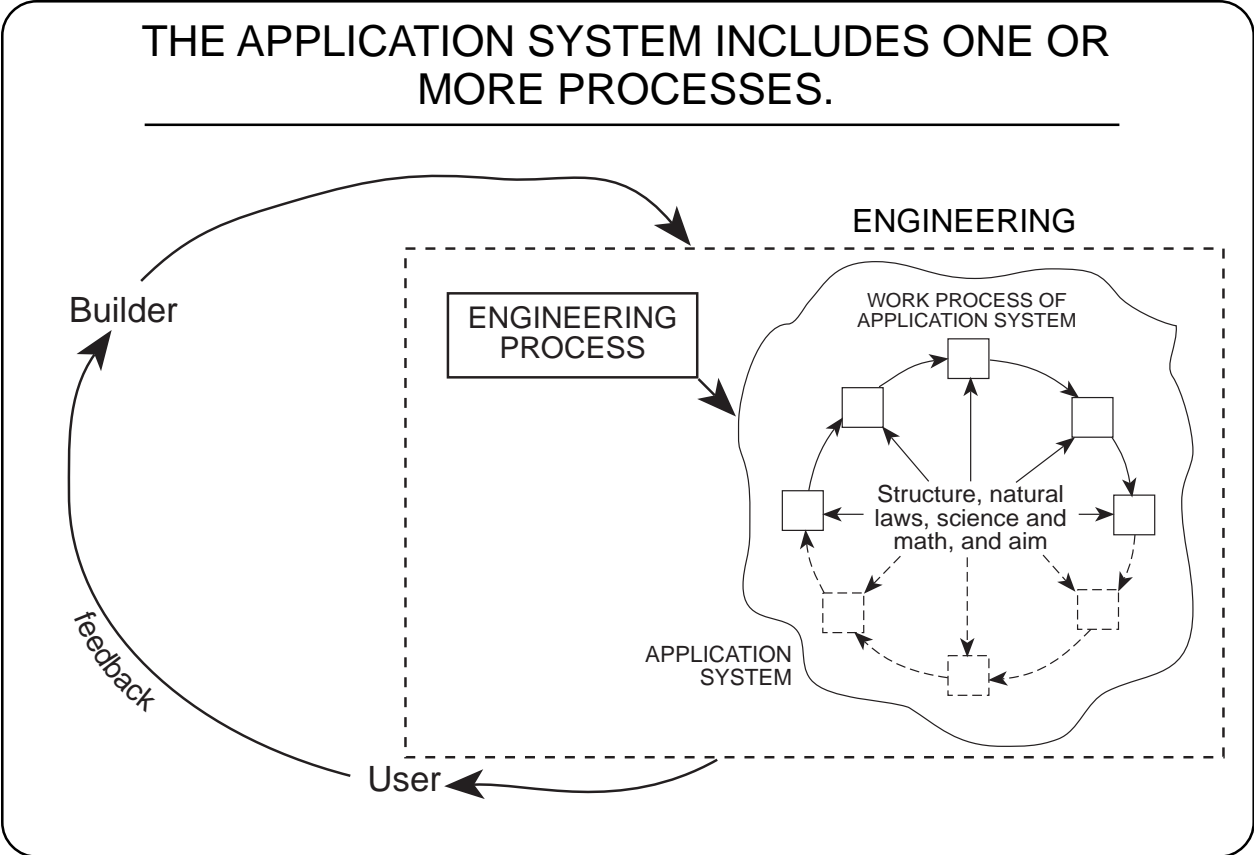 THE APPLICATION SYSTEM INCLUDES ONE OR
MORE PROCESSES.
ENGINEERING
Builder
ENGINEERING
PROCESS
WORK PROCESS OF
APPLICATION SYSTEM
Structure, natural
laws, science and
math, and aim
feedback
APPLICATION
SYSTEM
User